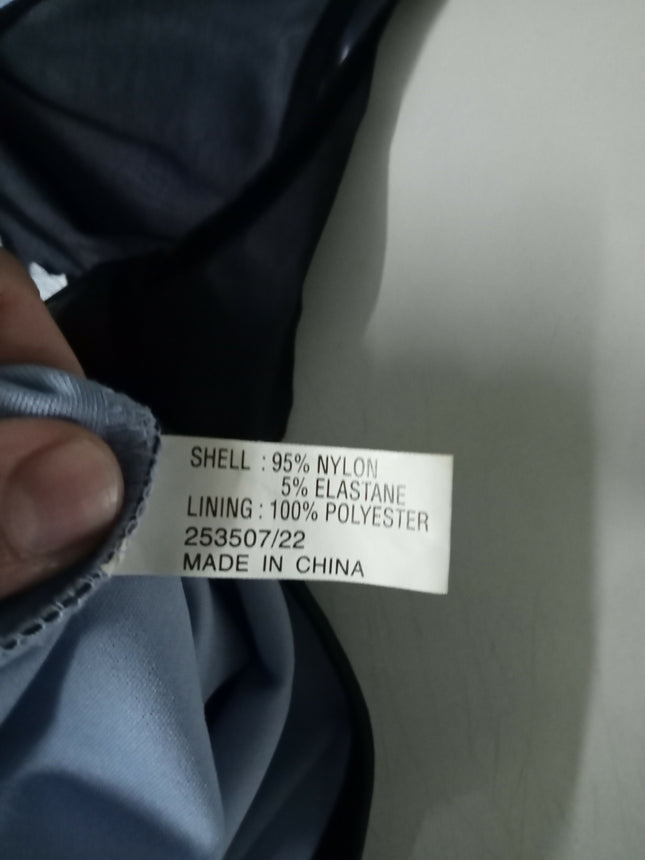 SHELL : 95% NYLON
5% ELASTANE
LINING : 100% POLYESTER
253507/22
MADE IN CHINA